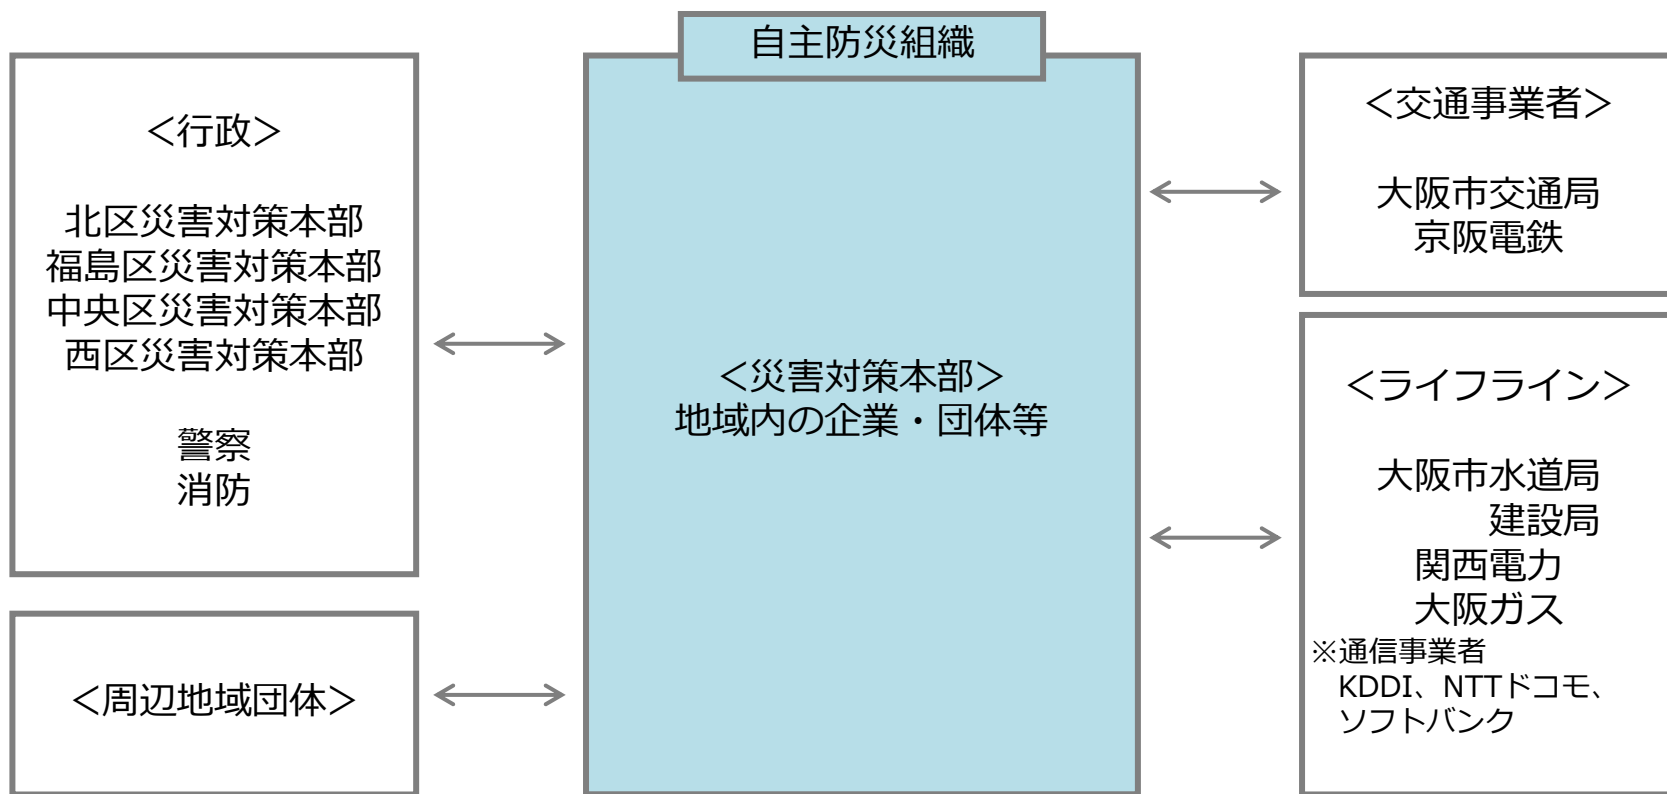 自主防災組織
＜行政＞
北区災害対策本部
福島区災害対策本部
中央区災害対策本部
西区災害対策本部
警察
消防
＜周辺地域団体＞
＜災害対策本部＞
地域内の企業・団体等
＜交通事業者＞
大阪市交通局
京阪電鉄
＜ライフライン＞
大阪市水道局
建設局
関西電力
大阪ガス
※通信事業者
KDDI、NTTドコモ、
ソフトバンク